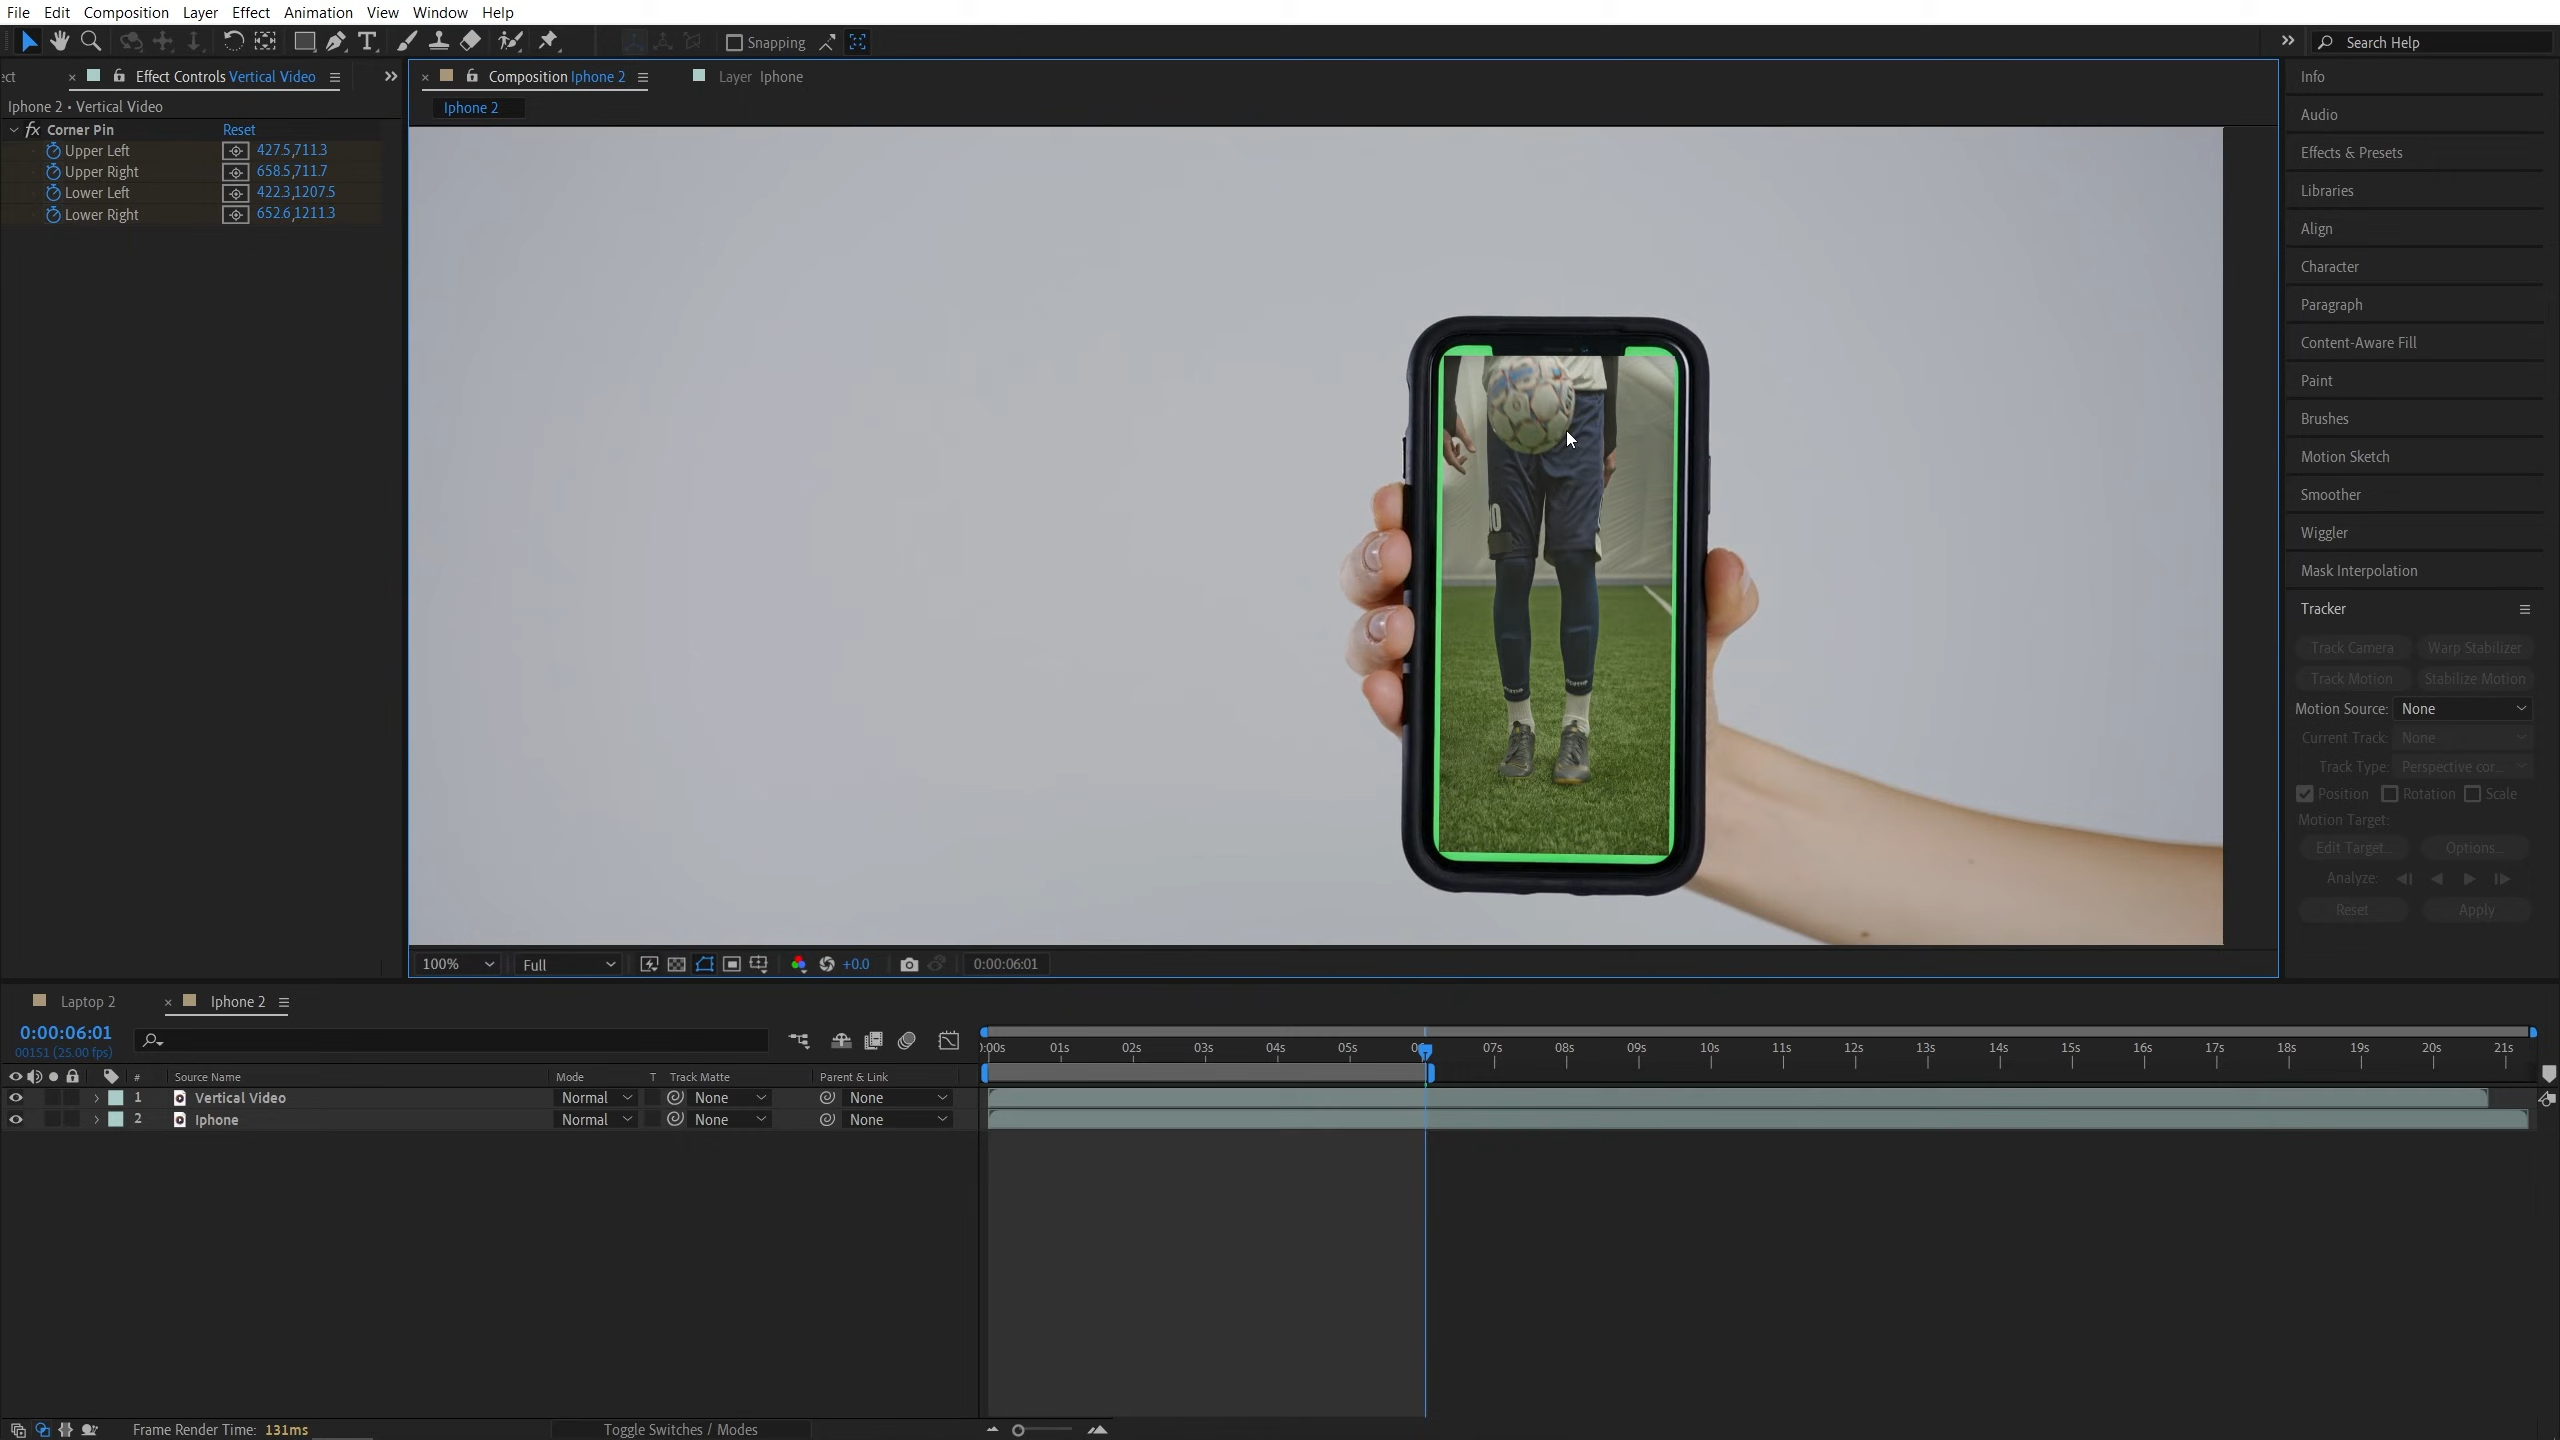 File Edit Composition Layer Effect Animation View Window Help
Snapping
Search Help
ect Effect Controls Vertical Video
Composition Iphone 2
Layer Iphone
Iphone 2 • Vertical Video
Iphone 2
fx Corner Pin Reset
Upper Left 427.5,711.3
Upper Right 658.5,711.7
Lower Left 422.3,1207.5
Lower Right 652.6,1211.3
Info
Audio
Effects & Presets
Libraries
Align
Character
Paragraph
Content-Aware Fill
Paint
Brushes
Motion Sketch
Smoother
Wiggler
Mask Interpolation
Tracker
Track Camera Warp Stabilizer
Track Motion Stabilize Motion
Motion Source: None
Current Track: None
Track Type: Perspective cor...
Position Rotation Scale
Motion Target:
Edit Target... Options...
Analyze:
Reset Apply
100% Full +0.0 0:00:06:01
Laptop 2 Iphone 2
0:00:06:01
00151 (25.00 fps)
:00s 01s 02s 03s 04s 05s 07s 08s 09s 10s 11s 12s 13s 14s 15s 16s 17s 18s 19s 20s 21s
# Source Name Mode T Track Matte Parent & Link
1 Vertical Video Normal None None
2 Iphone Normal None None
Frame Render Time: 131ms
Toggle Switches / Modes